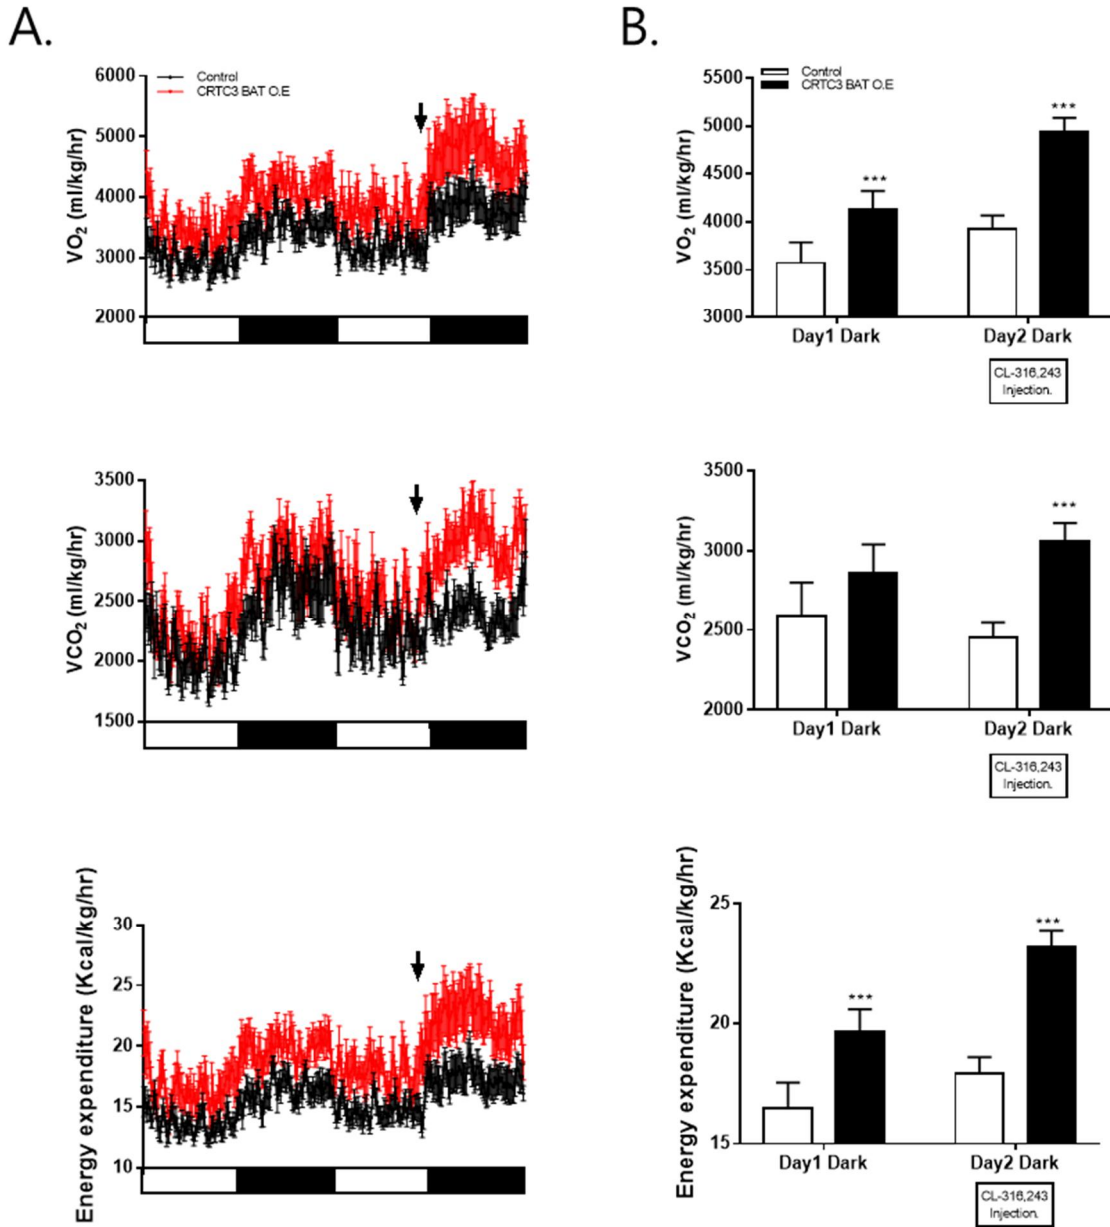 A.
B.
6000
5000
4000
3000
2000
VO2 (ml/kg/hr)
Control
CRTC3 BAT O.E
5500
5000
4500
4000
3500
3000
VO2 (ml/kg/hr)
Control
CRTC3 BAT O.E
***
***
Day1 Dark
Day2 Dark
CL-316,243
Injection.
3500
3000
2500
2000
1500
VCO2 (ml/kg/hr)
3500
3000
2500
2000
VCO2 (ml/kg/hr)
***
Day1 Dark
Day2 Dark
CL-316,243
Injection.
30
25
20
15
10
Energy expenditure (Kcal/kg/hr)
25
20
15
Energy expenditure (Kcal/kg/hr)
***
***
Day1 Dark
Day2 Dark
CL-316,243
Injection.